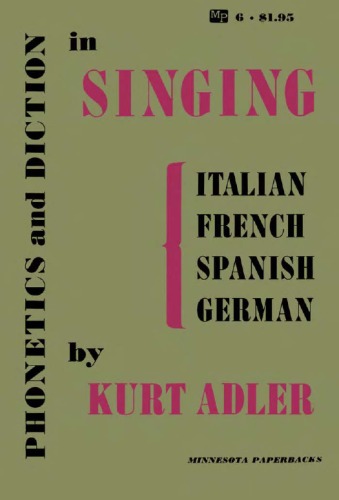 Mp 6 • $1.95
PHONETICS and DICTION
in
SINGING
ITALIAN
FRENCH
SPANISH
GERMAN
by
KURT ADLER
MINNESOTA PAPERBACKS